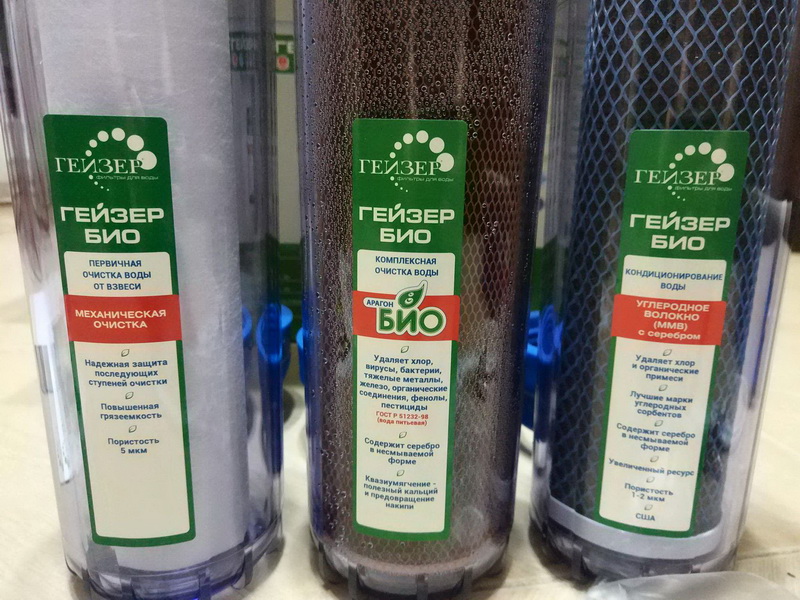 ГЕЙЗЕР
фильтры для воды
ГЕЙЗЕР
БИО
ПЕРВИЧНАЯ
ОЧИСТКА ВОДЫ
ОТ ВЗВЕСИ
МЕХАНИЧЕСКАЯ
ОЧИСТКА
Надежная защита
последующих
ступеней очистки
Повышенная
грязеемкость
Пористость
5 мкм
ГЕЙЗЕР
фильтры для воды
ГЕЙЗЕР
БИО
КОМПЛЕКСНАЯ
ОЧИСТКА ВОДЫ
АРАГОН
БИО
Удаляет хлор,
вирусы, бактерии,
тяжелые металлы,
железо, органические
соединения, фенолы,
пестициды
ГОСТ Р 51232-98
(вода питьевая)
Содержит серебро
в несмываемой
форме
Квазиумягчение -
полезный кальций
и предотвращение
накипи
ГЕЙЗЕР
фильтры для воды
ГЕЙЗЕР
БИО
КОНДИЦИОНИРОВАНИЕ
ВОДЫ
УГЛЕРОДНОЕ
ВОЛОКНО
(ММВ)
с серебром
Удаляет хлор
и органические
примеси
Лучшие марки
углеродных
сорбентов
Содержит серебро
в несмываемой
форме
Увеличенный ресурс
Пористость
1-2 мкм
США